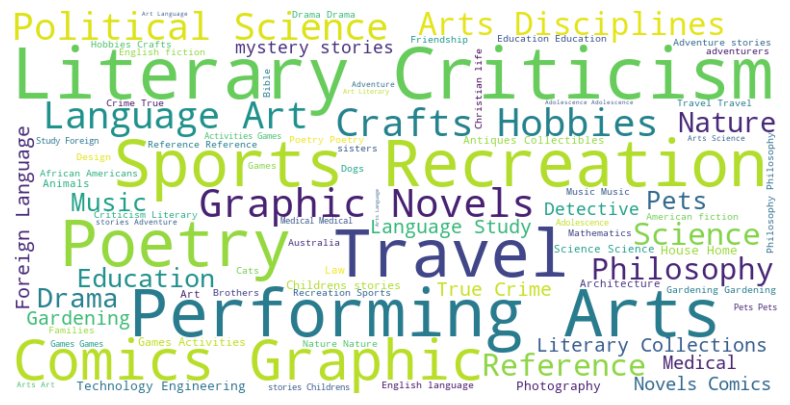 Art Language
Drama Drama
Political Science
Arts Disciplines
Hobbies Crafts
English fiction
mystery stories
Friendship
Education Education
Adventure stories
adventurers
Literary Criticism
Bible
Christian life
Adventure
Art Literary
Crime True
Adolescence Adolescence
Travel Travel
Language Art
Crafts Hobbies
Nature
Study Foreign
Activities Games
Reference Reference
Poetry Poetry
sisters
Antiques Collectibles
Arts Science
Philosophy Philosophy
Foreign Language
Design
Sports Recreation
African Americans
Animals
Games
Dogs
Music
Graphic Novels
Music Music
Pets
Detective
Criticism Literary
stories Adventure
Medical Medical
Arts Language
American fiction
Language Study
Adolescence
Poetry
Travel
Australia
Mathematics
Science
Science Science
House Home
Education
Cats
Law
Philosophy
Childrens stories
Architecture
Drama
Art
Brothers
Recreation Sports
True Crime
Gardening Gardening
Performing Arts
Gardening
Families
Pets Pets
Games Games
Games Activities
Nature Nature
Literary Collections
Comics Graphic
Reference
Medical
Arts Art
Technology Engineering
stories Childrens
English language
Photography
Novels Comics